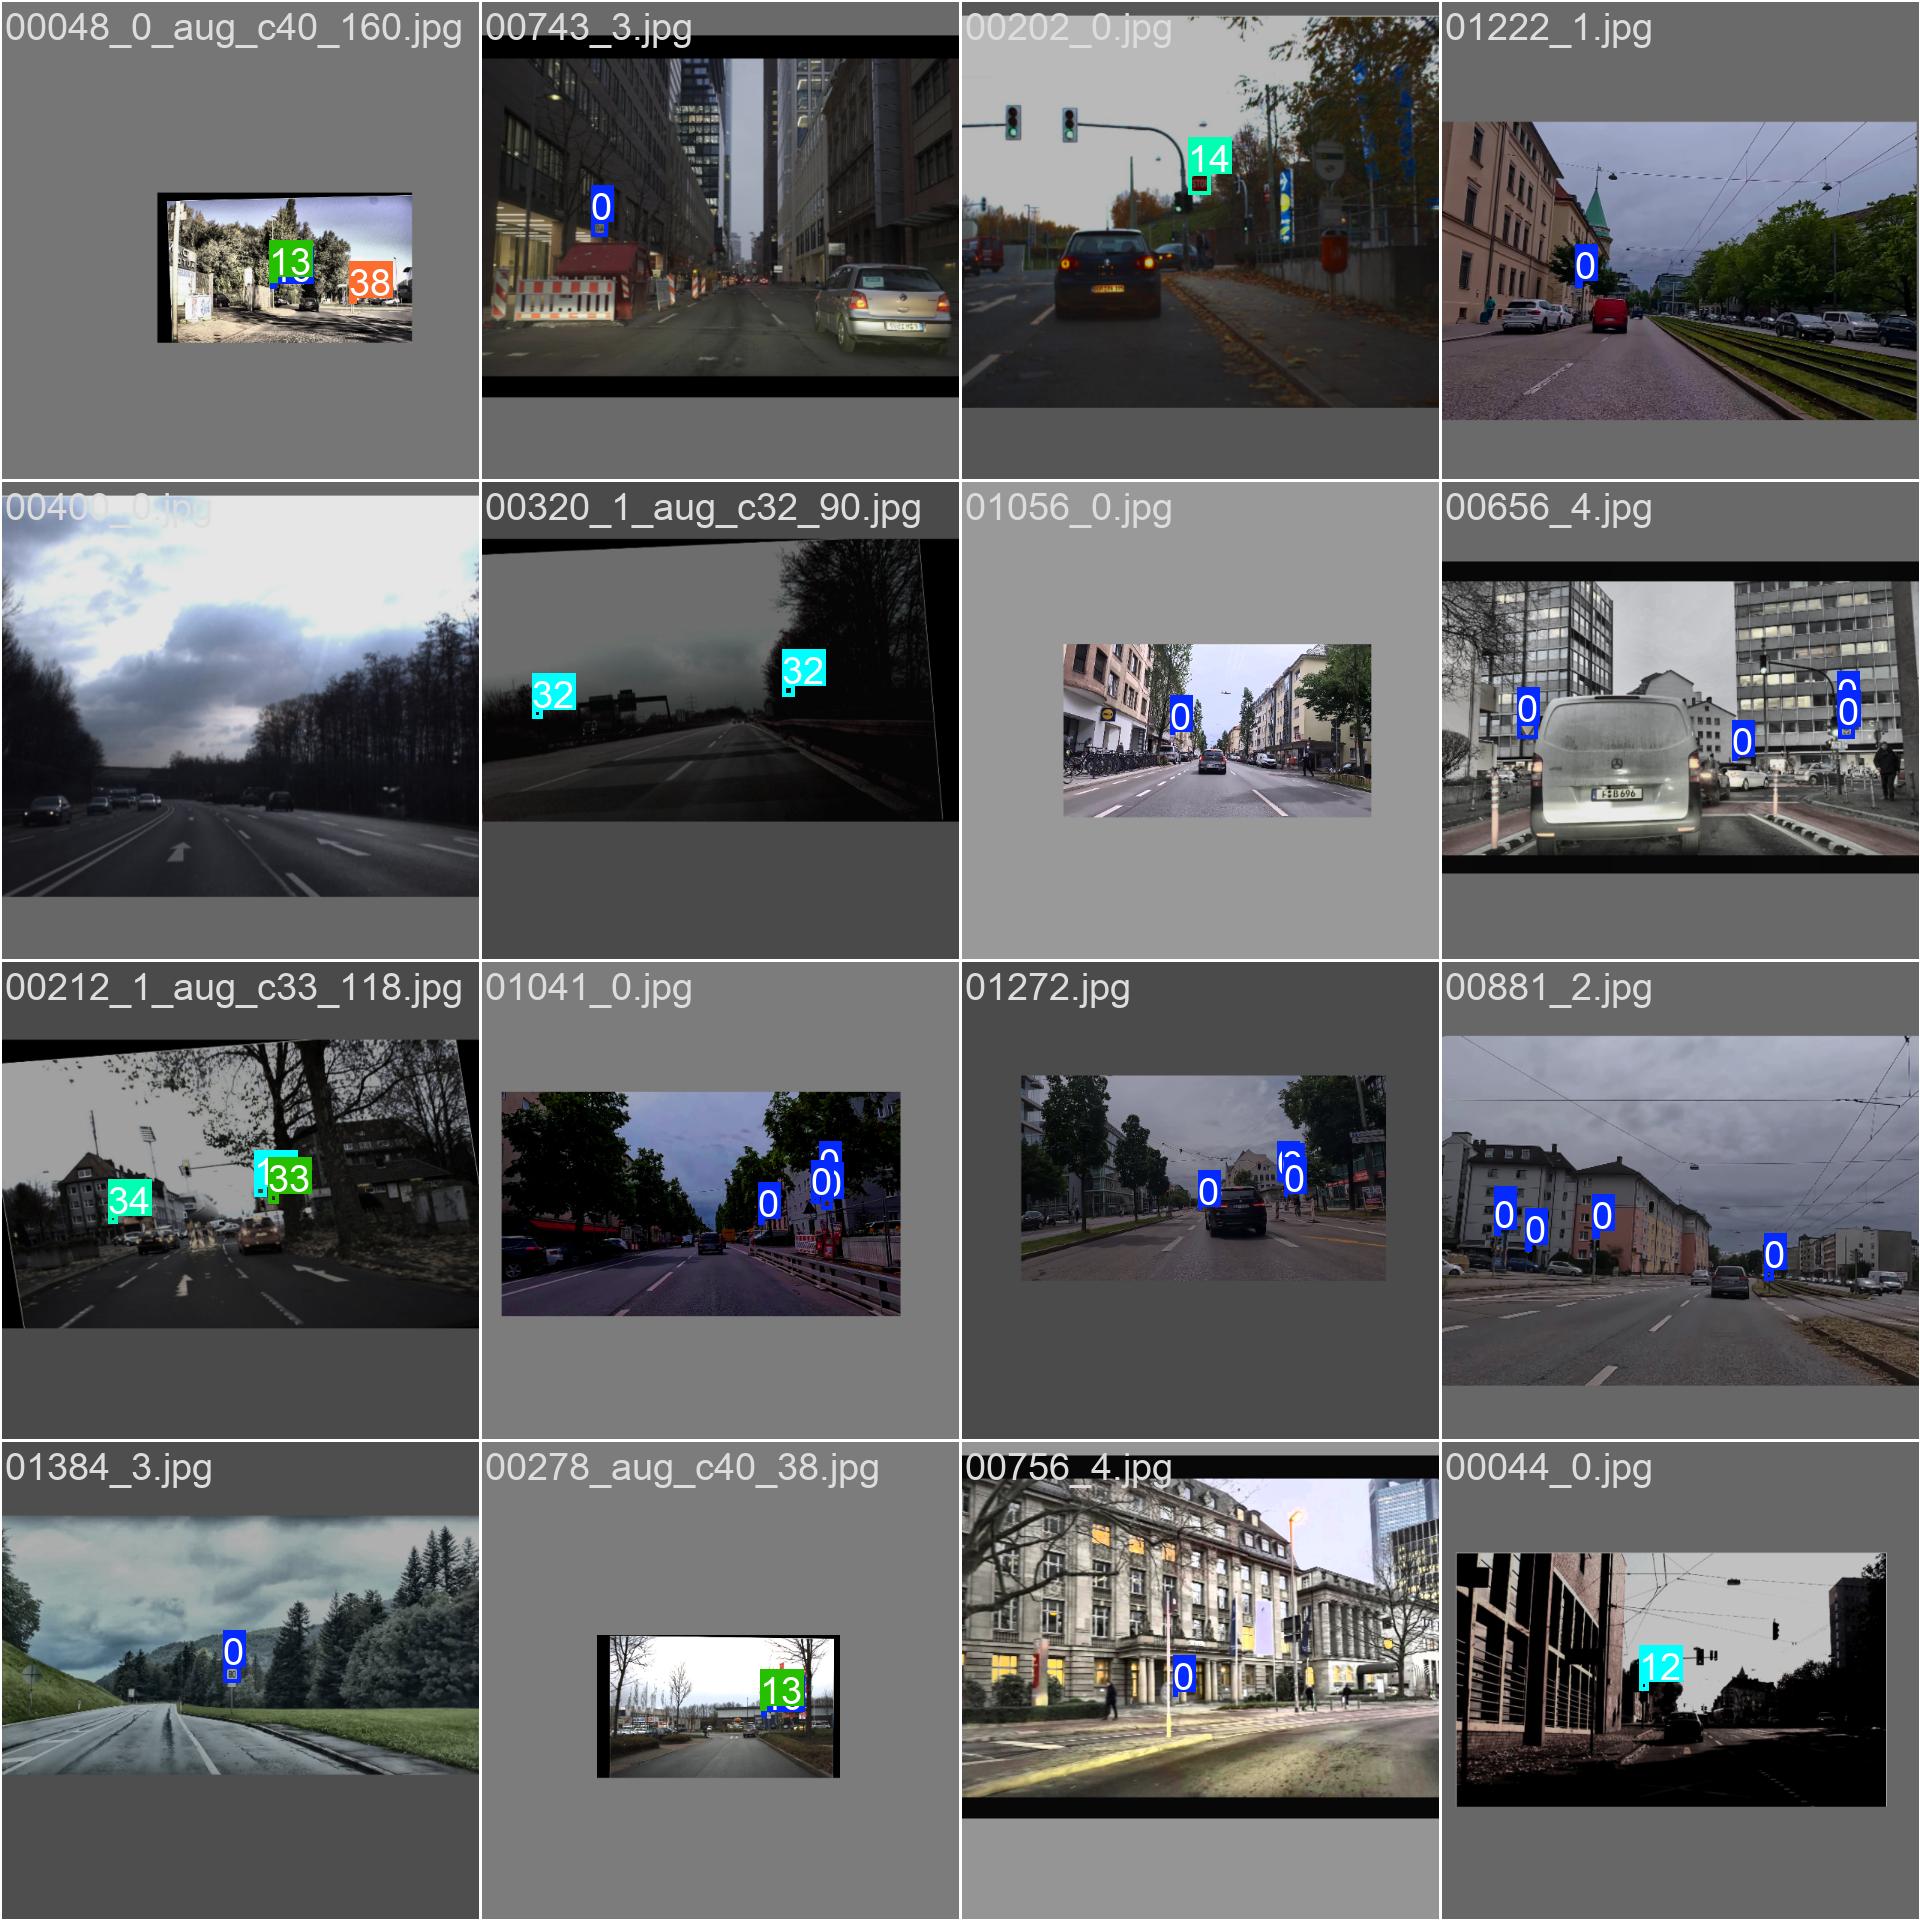 00048_0_aug_c40_160.jpg
00743_3.jpg
00202_0.jpg
01222_1.jpg
13
38
0
14
STOP
0
00400_0.jpg
00320_1_aug_c32_90.jpg
01056_0.jpg
00656_4.jpg
32
32
0
0
0
0
0
F B 696
00212_1_aug_c33_118.jpg
01041_0.jpg
01272.jpg
00881_2.jpg
34
33
0
0
0
0
0
0
0
0
0
01384_3.jpg
00278_aug_c40_38.jpg
00756_4.jpg
00044_0.jpg
0
13
0
12